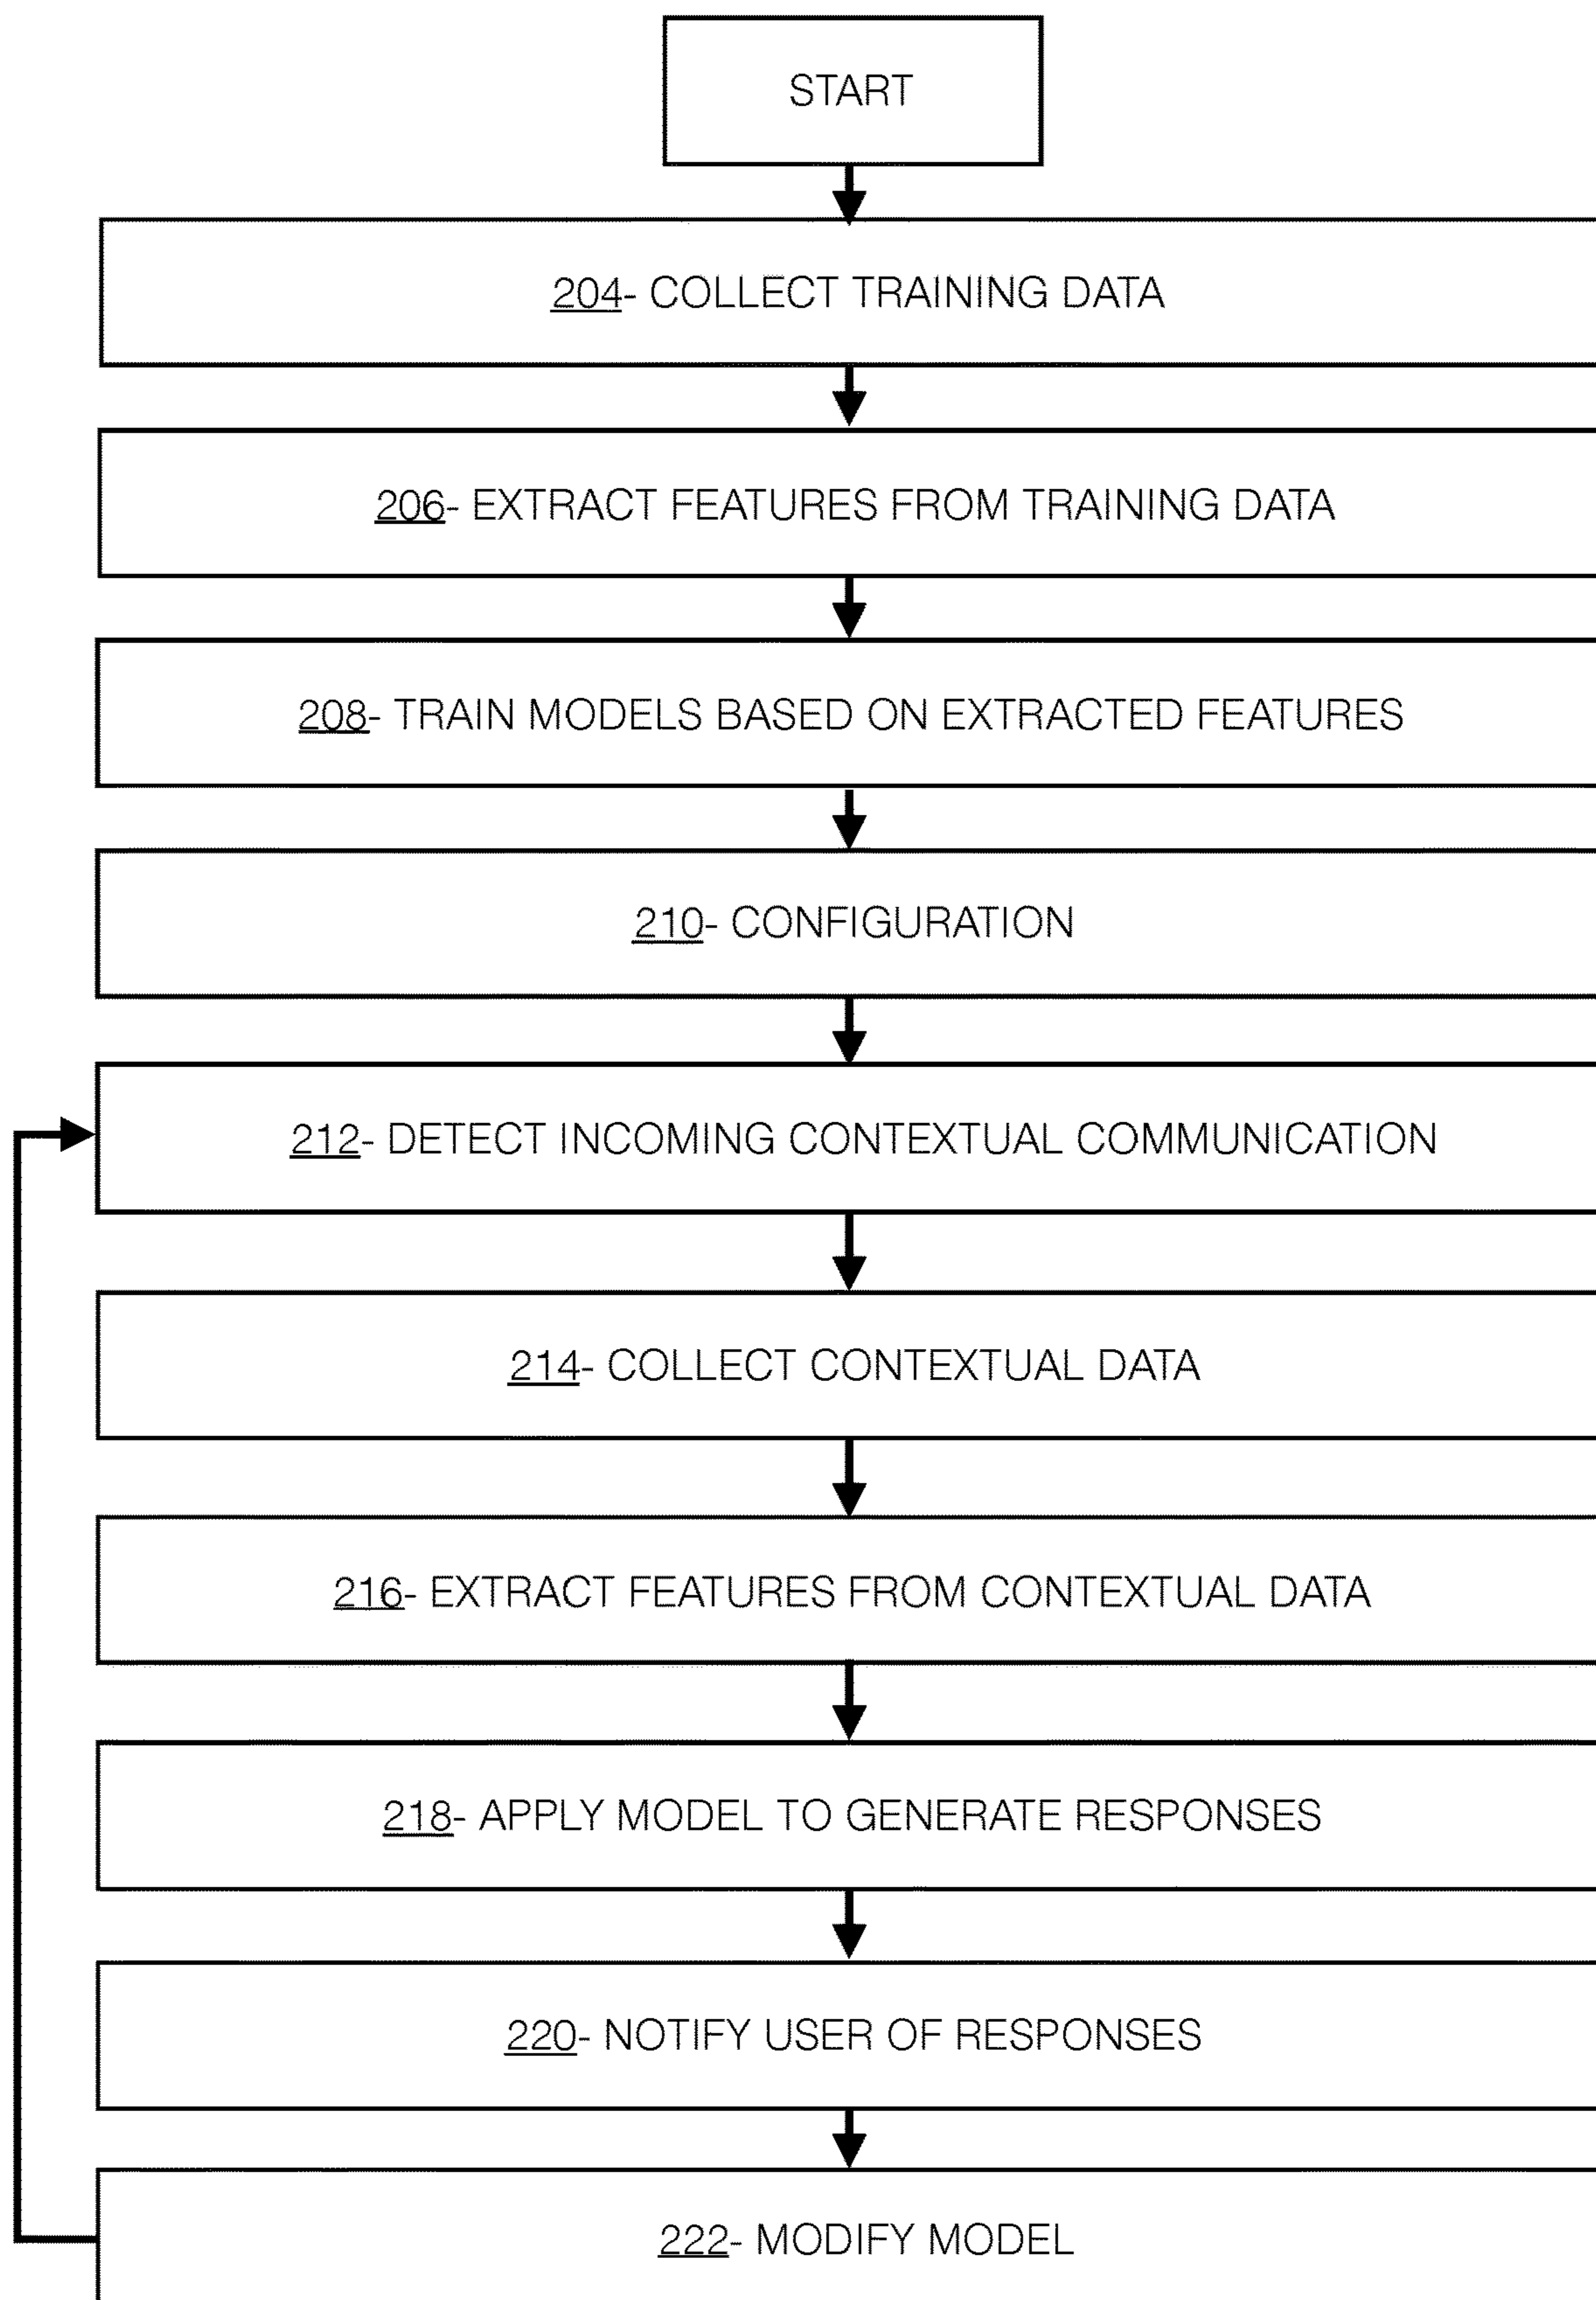 START
204- COLLECT TRAINING DATA
206- EXTRACT FEATURES FROM TRAINING DATA
208- TRAIN MODELS BASED ON EXTRACTED FEATURES
210- CONFIGURATION
212- DETECT INCOMING CONTEXTUAL COMMUNICATION
214- COLLECT CONTEXTUAL DATA
216- EXTRACT FEATURES FROM CONTEXTUAL DATA
218- APPLY MODEL TO GENERATE RESPONSES
220- NOTIFY USER OF RESPONSES
222- MODIFY MODEL